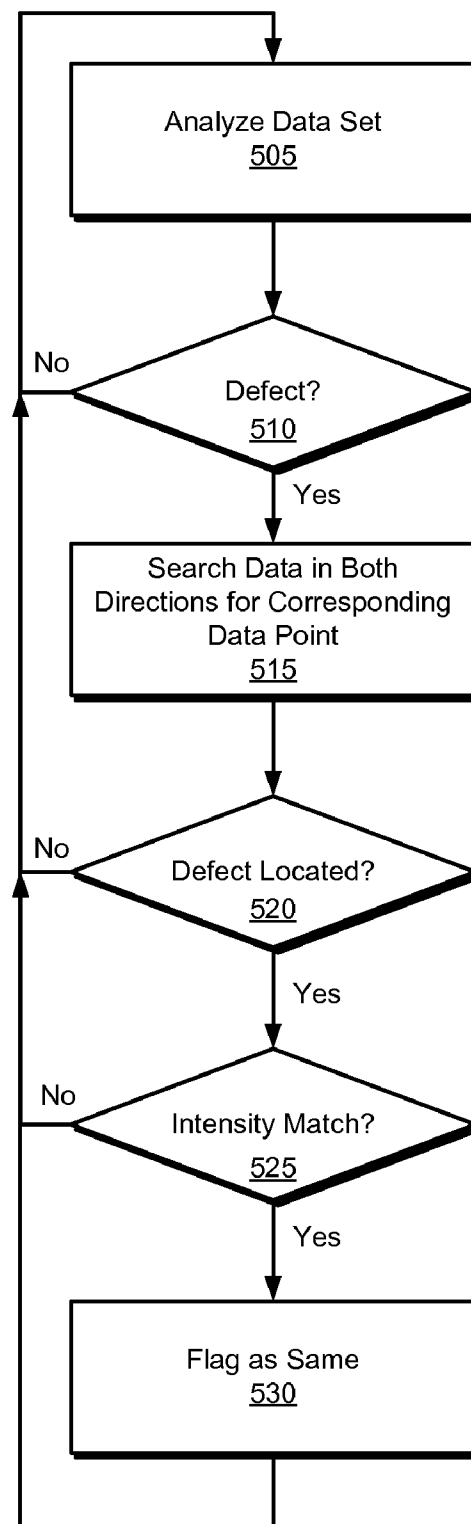 Analyze Data Set
505
No
Defect?
510
Yes
Search Data in Both
Directions for Corresponding
Data Point
515
No
Defect Located?
520
Yes
No
Intensity Match?
525
Yes
Flag as Same
530